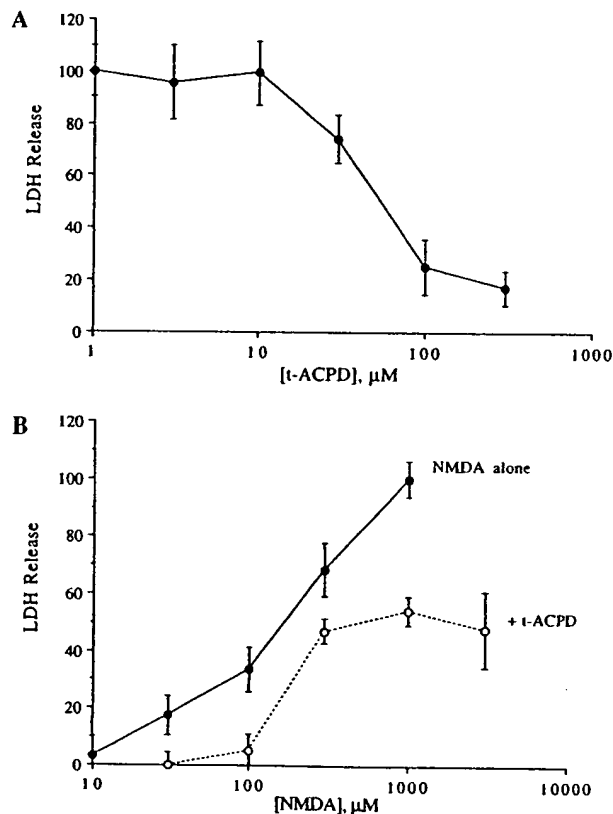 A
120
100
80
60
40
20
0
LDH Release
1
10
100
1000
[t-ACPD], μM
B
120
100
80
60
40
20
0
LDH Release
NMDA alone
+ t-ACPD
10
100
1000
10000
[NMDA], μM